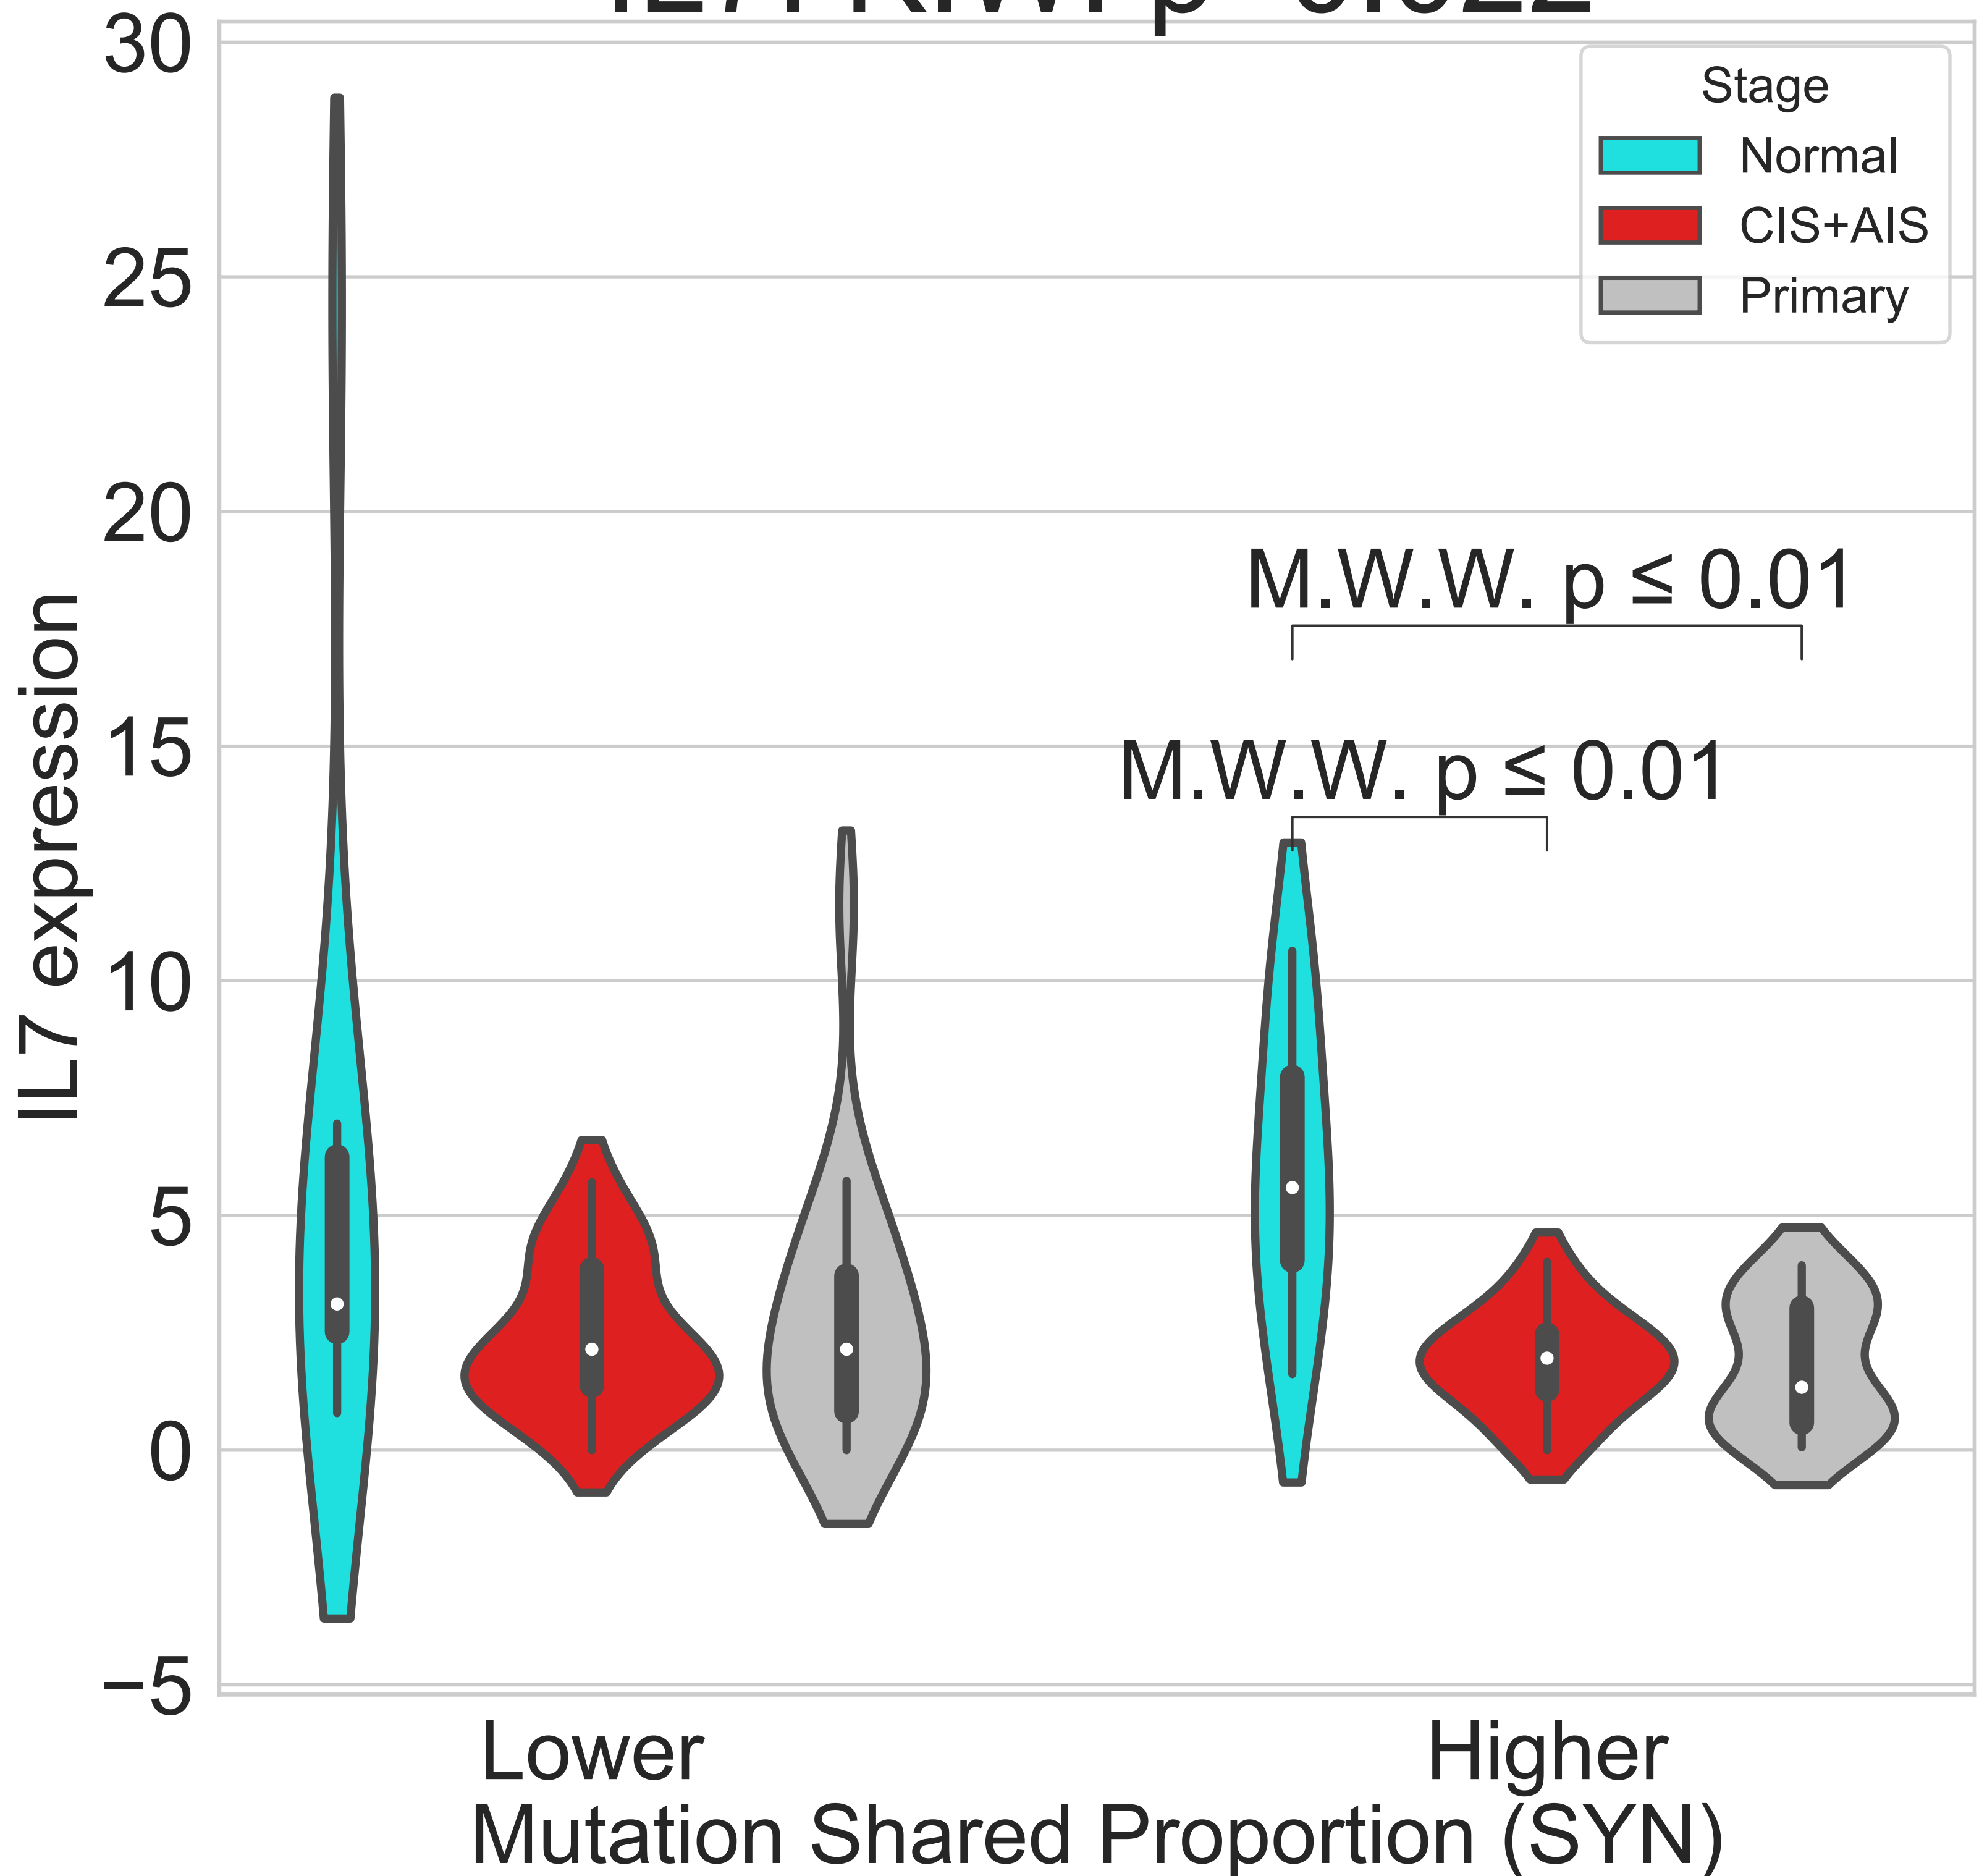 30
25
20
15
10
5
0
−5
IL7 expression
Stage
Normal
CIS+AIS
Primary
M.W.W. p ≤ 0.01
M.W.W. p ≤ 0.01
Lower
Higher
Mutation Shared Proportion (SYN)